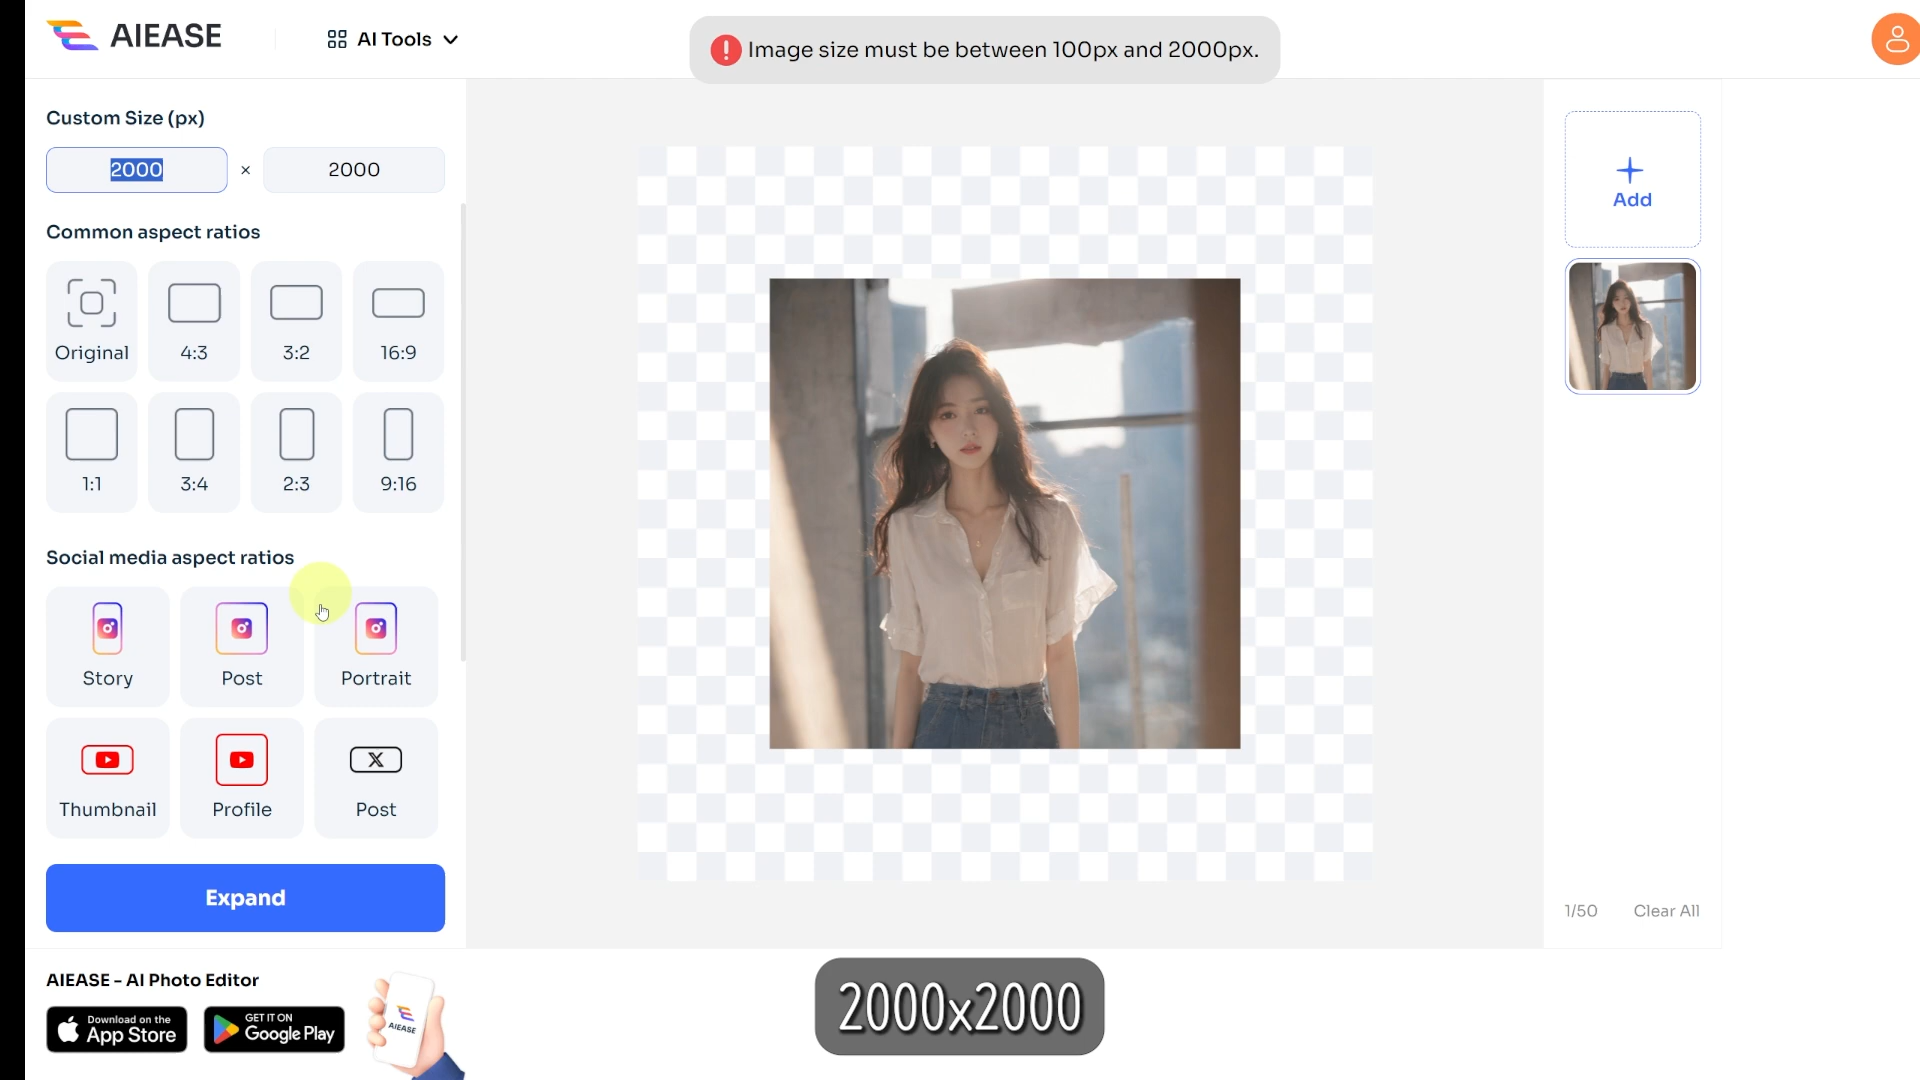 AIEASE
AI Tools
Image size must be between 100px and 2000px.
Custom Size (px)
2000 × 2000
Common aspect ratios
Original 4:3 3:2 16:9
1:1 3:4 2:3 9:16
Social media aspect ratios
Story Post Portrait
Thumbnail Profile Post
Expand
Add
1/50 Clear All
AIEASE - AI Photo Editor
Download on the
App Store
GET IT ON
Google Play
AIEASE
2000x2000